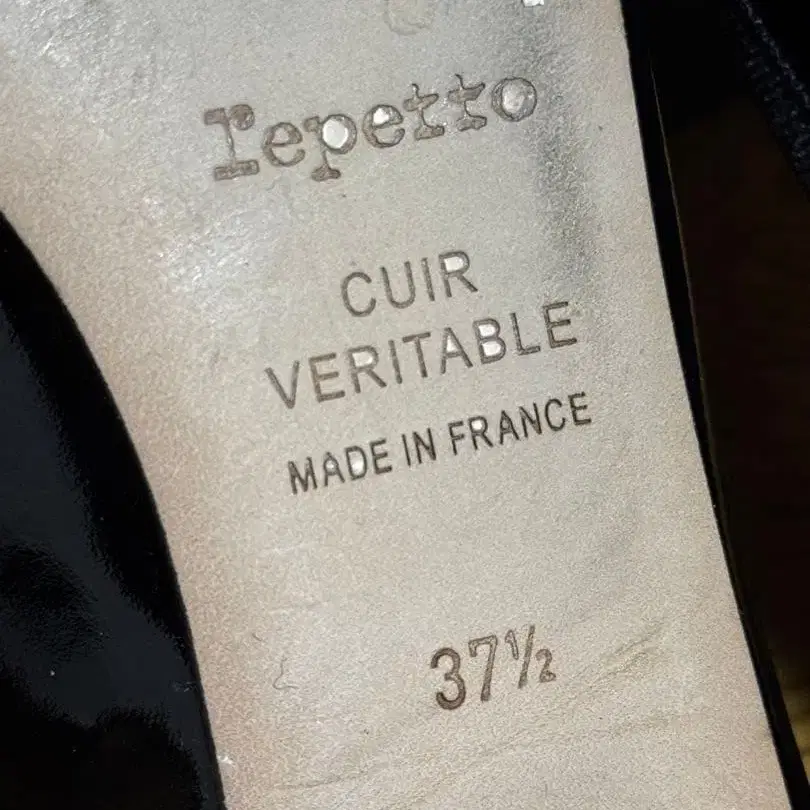 repetto
CUIR
VERITABLE
MADE IN FRANCE
37½